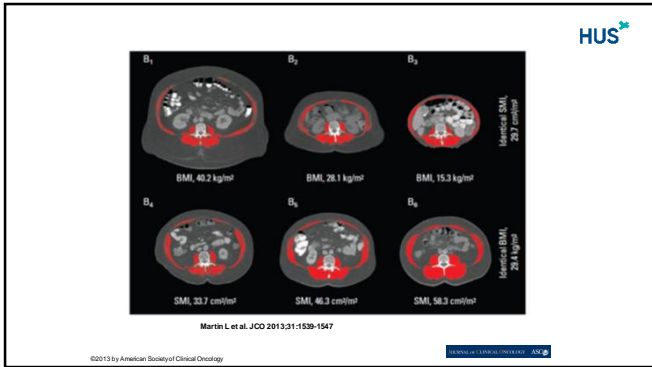 HUS
B1
B2
B3
BMI, 40.2 kg/m²
BMI, 28.1 kg/m²
BMI, 15.3 kg/m²
Identical SMI,
29.7 cm²/m²
B4
B5
B6
SMI, 33.7 cm²/m²
SMI, 46.3 cm²/m²
SMI, 58.3 cm²/m²
Identical BMI,
29.4 kg/m²
Martin L et al. JCO 2013;31:1539-1547
©2013 by American Society of Clinical Oncology
JOURNAL OF CLINICAL ONCOLOGY ASCO